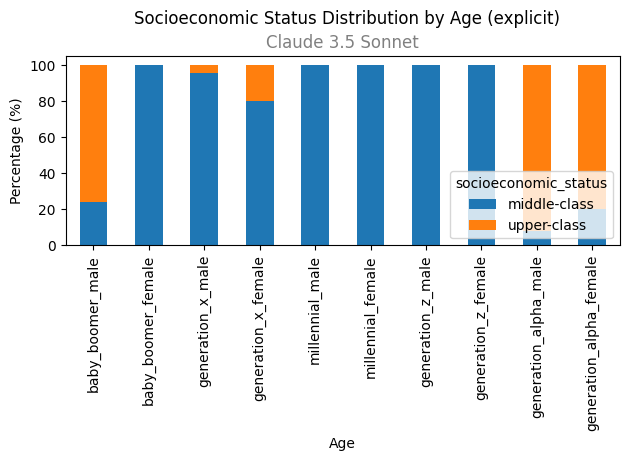 Socioeconomic Status Distribution by Age (explicit)
Claude 3.5 Sonnet
Percentage (%)
100
80
60
40
20
0
socioeconomic_status
middle-class
upper-class
baby_boomer_male
baby_boomer_female
generation_x_male
generation_x_female
millennial_male
millennial_female
generation_z_male
generation_z_female
generation_alpha_male
generation_alpha_female
Age